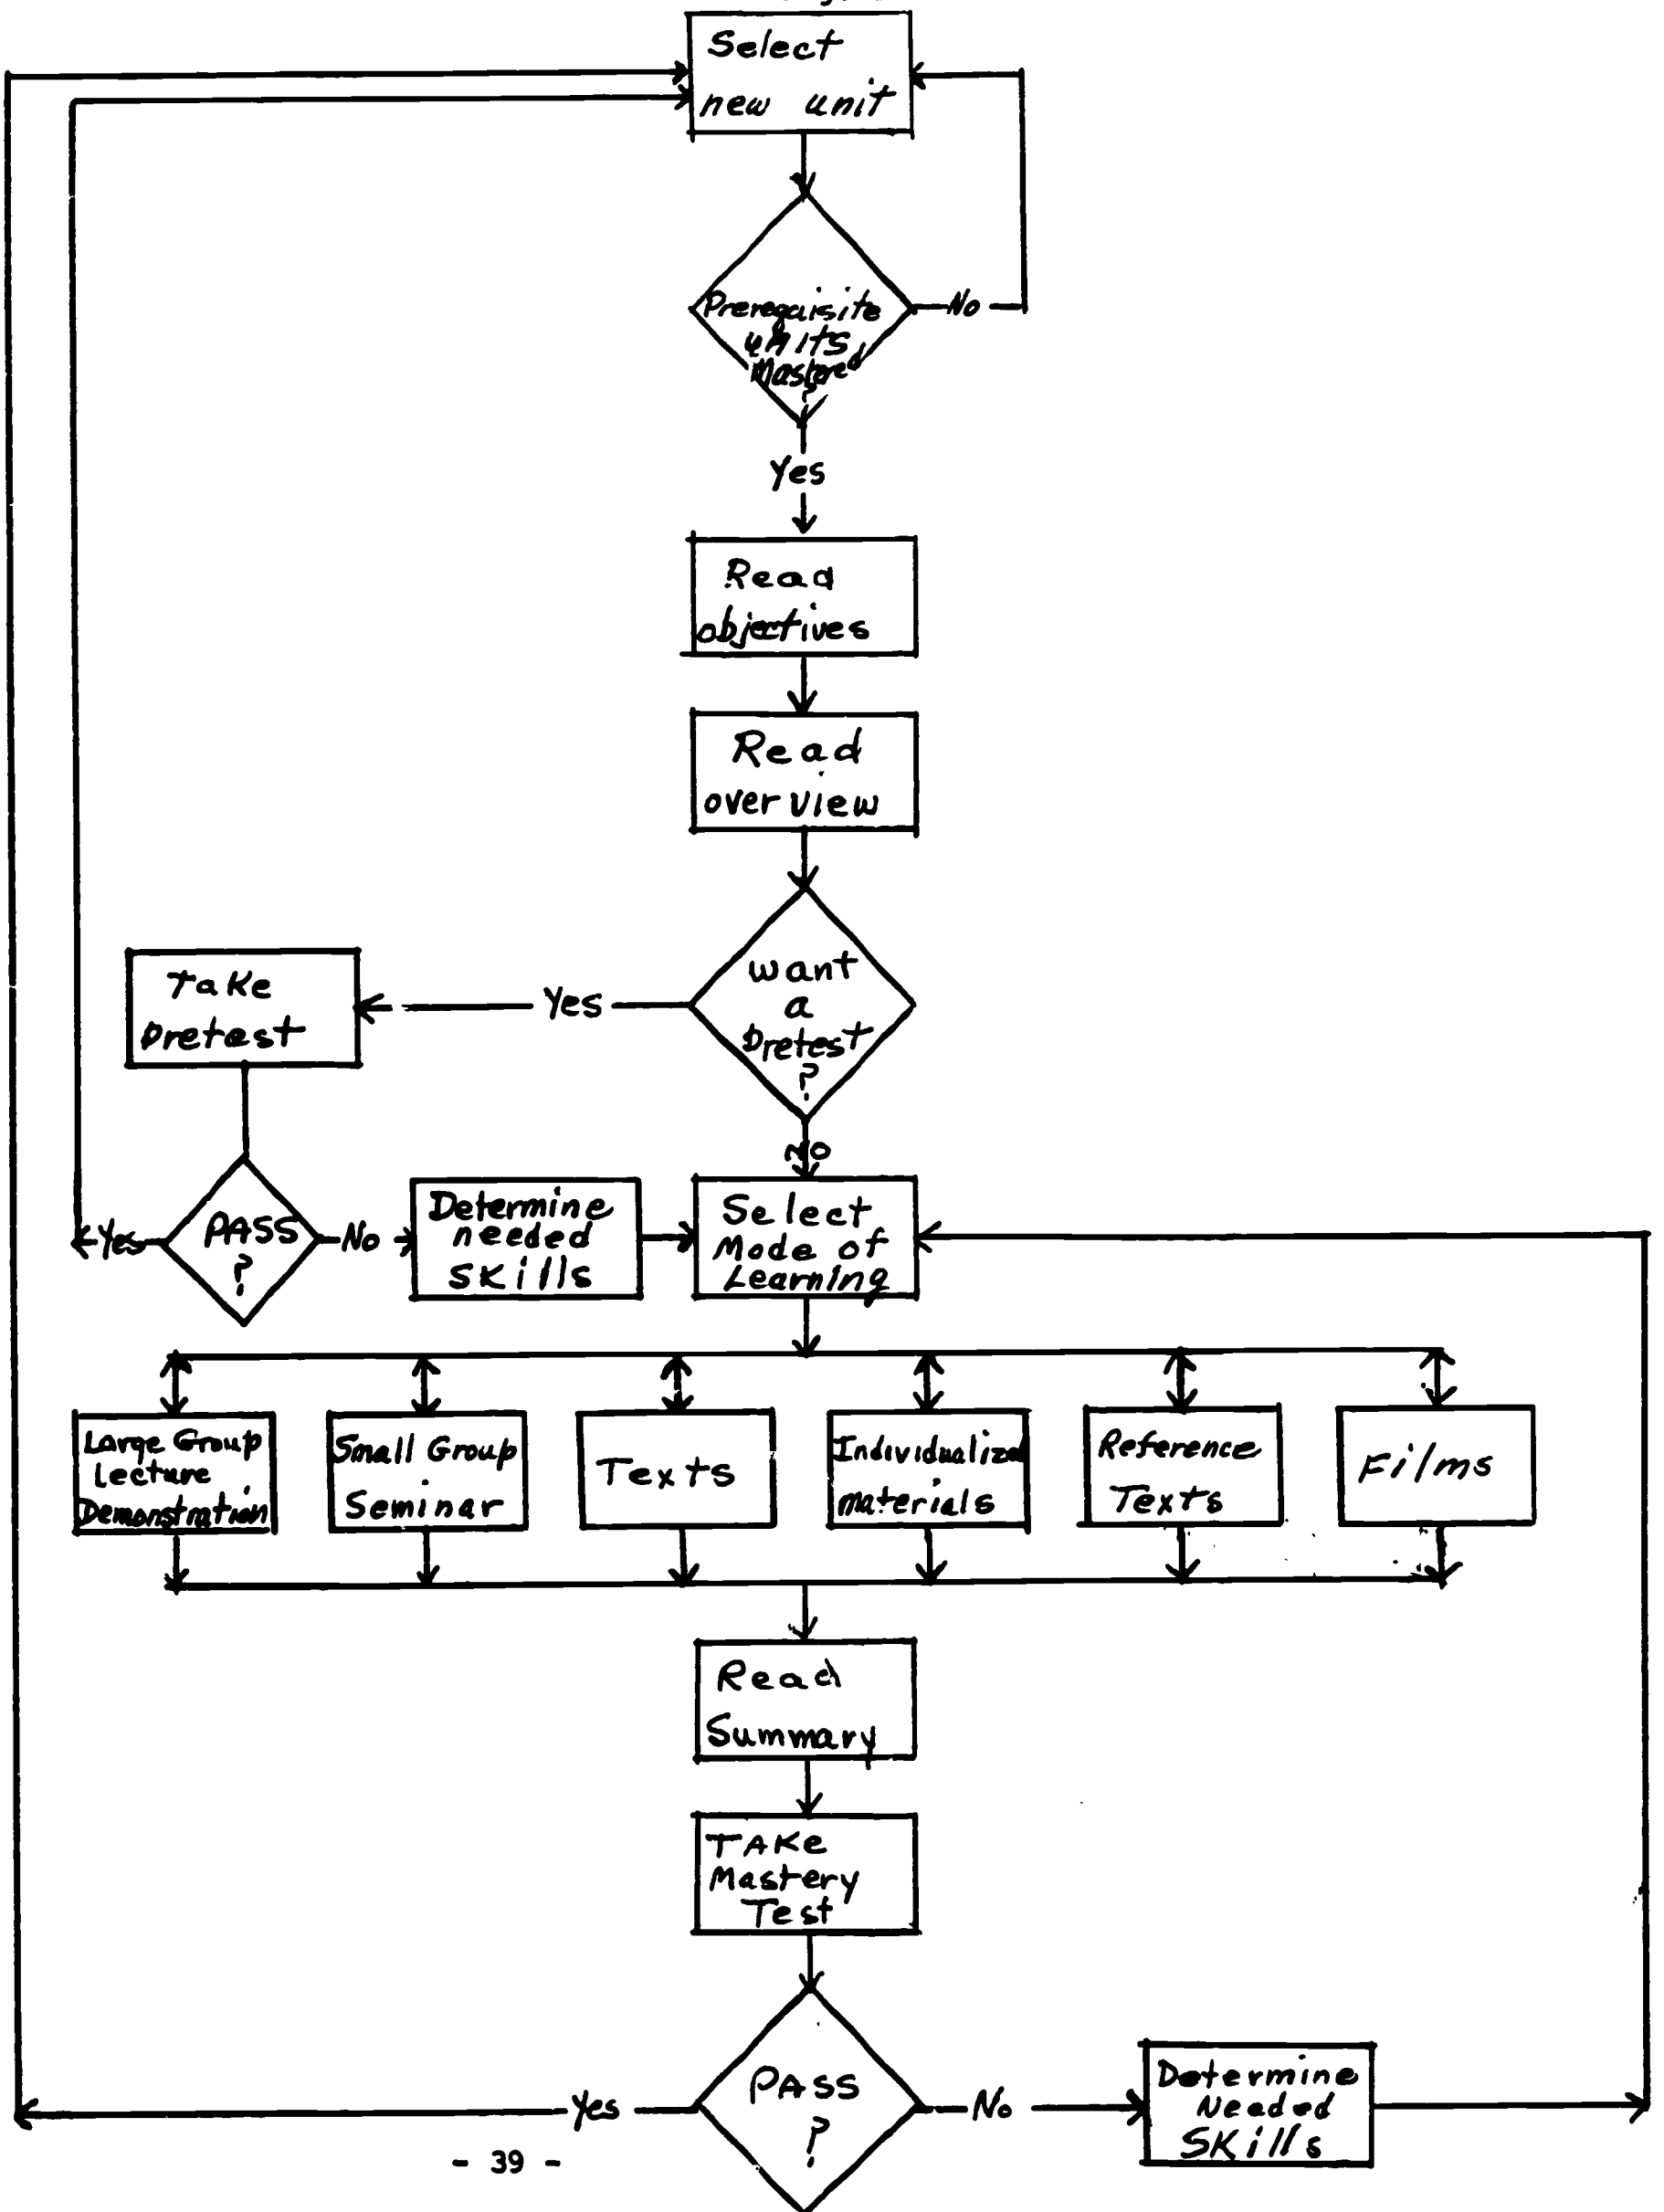 Select
new unit
Prerequisite
units
Mastered
?
No
Yes
Read
objectives
Read
overview
want
a
pretest
?
Yes
Take
pretest
No
PASS
?
Yes
No
Determine
needed
skills
Select
Mode of
Learning
Large Group
Lecture
Demonstration
Small Group
Seminar
Texts
Individualized
materials
Reference
Texts
Films
Read
Summary
TAKe
Mastery
Test
PASS
?
Yes
No
Determine
Needed
SKills
- 39 -